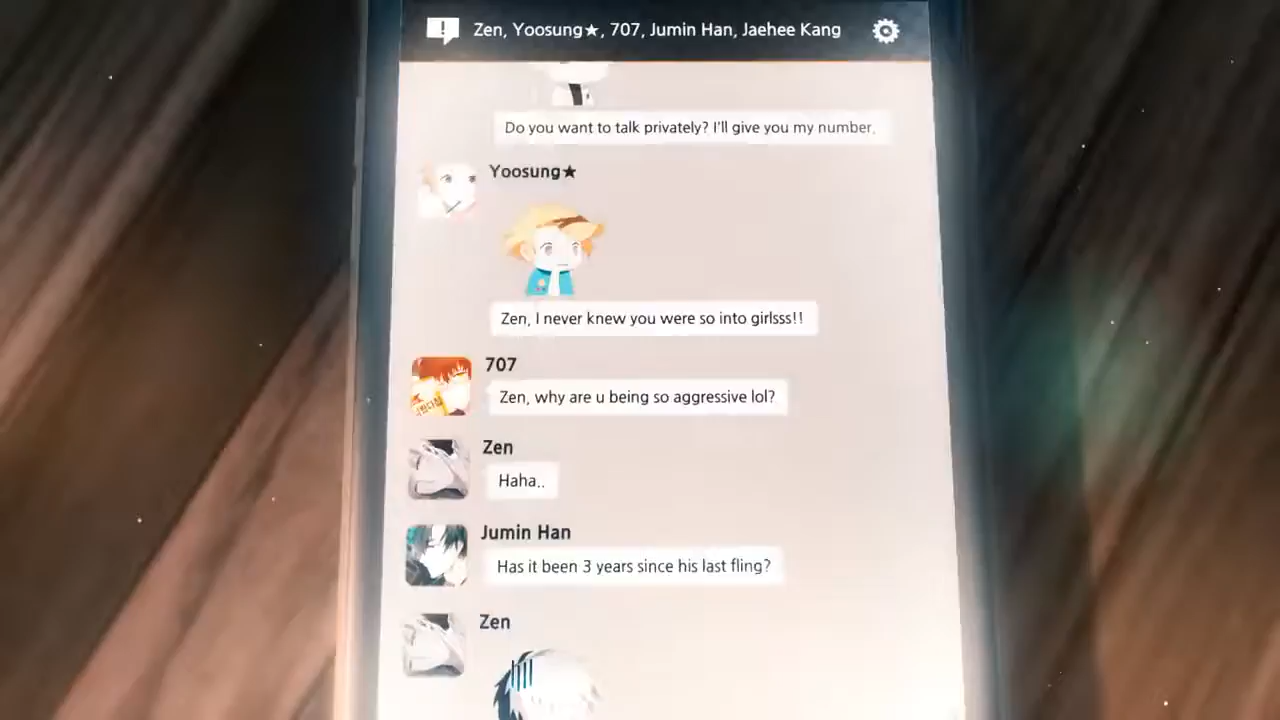 Zen, Yoosung★, 707, Jumin Han, Jaehee Kang
Do you want to talk privately? I'll give you my number.
Yoosung★
Zen, I never knew you were so into girlsss!!
707
Zen, why are u being so aggressive lol?
Zen
Haha..
Jumin Han
Has it been 3 years since his last fling?
Zen